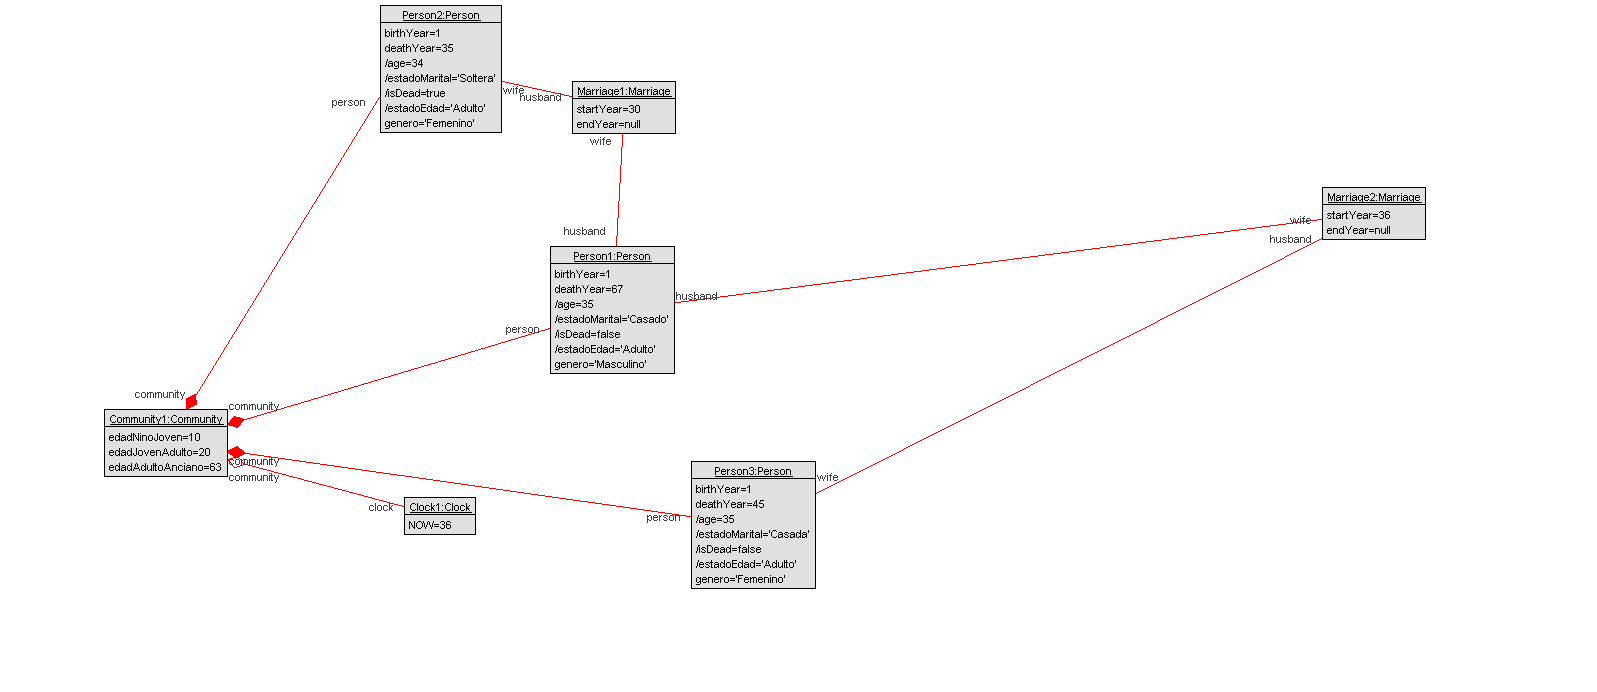 Person2:Person
birthYear=1
deathYear=35
/age=34
/estadoMarital='Soltera'
/isDead=true
/estadoEdad='Adulto'
genero='Femenino'
person
wife
husband
Marriage1:Marriage
startYear=30
endYear=null
wife
husband
Person1:Person
birthYear=1
deathYear=67
/age=35
/estadoMarital='Casado'
/isDead=false
/estadoEdad='Adulto'
genero='Masculino'
person
husband
Marriage2:Marriage
startYear=36
endYear=null
wife
husband
community
community
Community1:Community
edadNinoJoven=10
edadJovenAdulto=20
edadAdultoAnciano=63
community
community
clock
Clock1:Clock
NOW=36
person
wife
Person3:Person
birthYear=1
deathYear=45
/age=35
/estadoMarital='Casada'
/isDead=false
/estadoEdad='Adulto'
genero='Femenino'